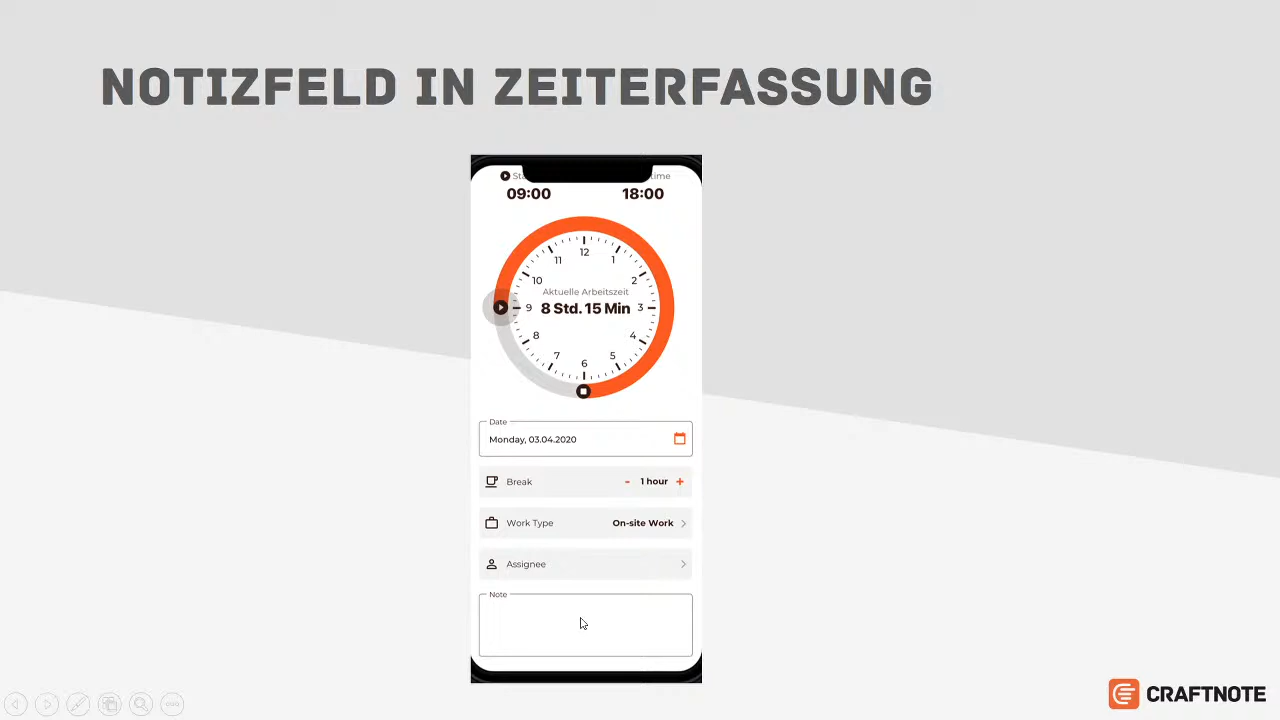 NOTIZFELD IN ZEITERFASSUNG
09:00 18:00
12
11 1
10 2
Aktuelle Arbeitszeit
9 8 Std. 15 Min 3
8 4
7 5
6
Date
Monday, 03.04.2020
Break - 1 hour +
Work Type On-site Work
Assignee
Note
CRAFTNOTE